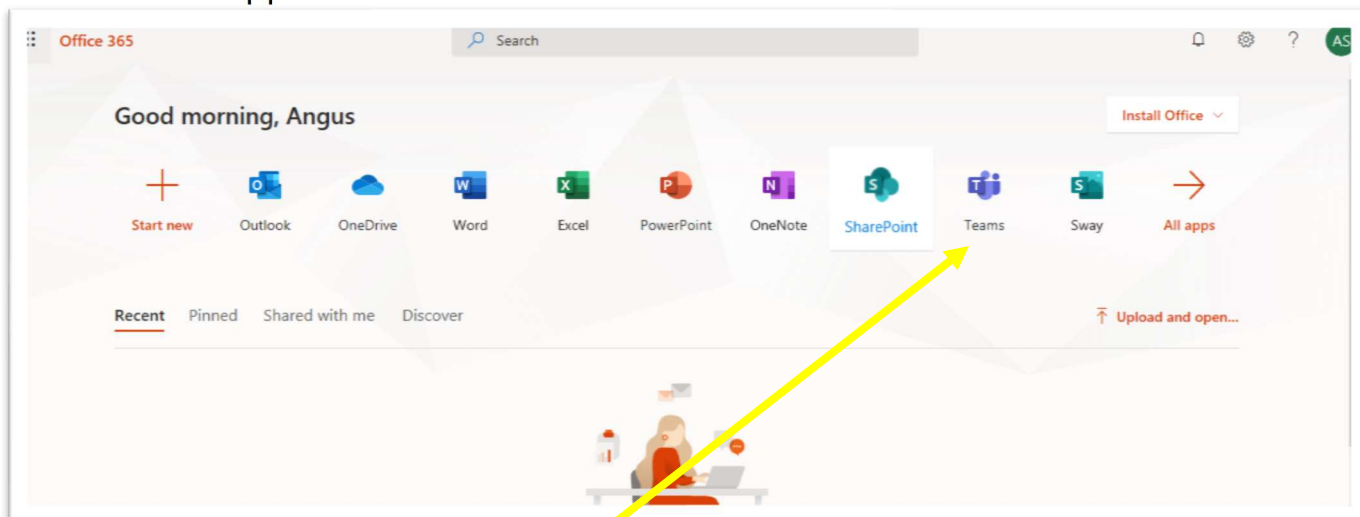 Office 365 Search ? AS
Good morning, Angus
Install Office
Start new Outlook OneDrive Word Excel PowerPoint OneNote SharePoint Teams Sway All apps
Recent Pinned Shared with me Discover
Upload and open...